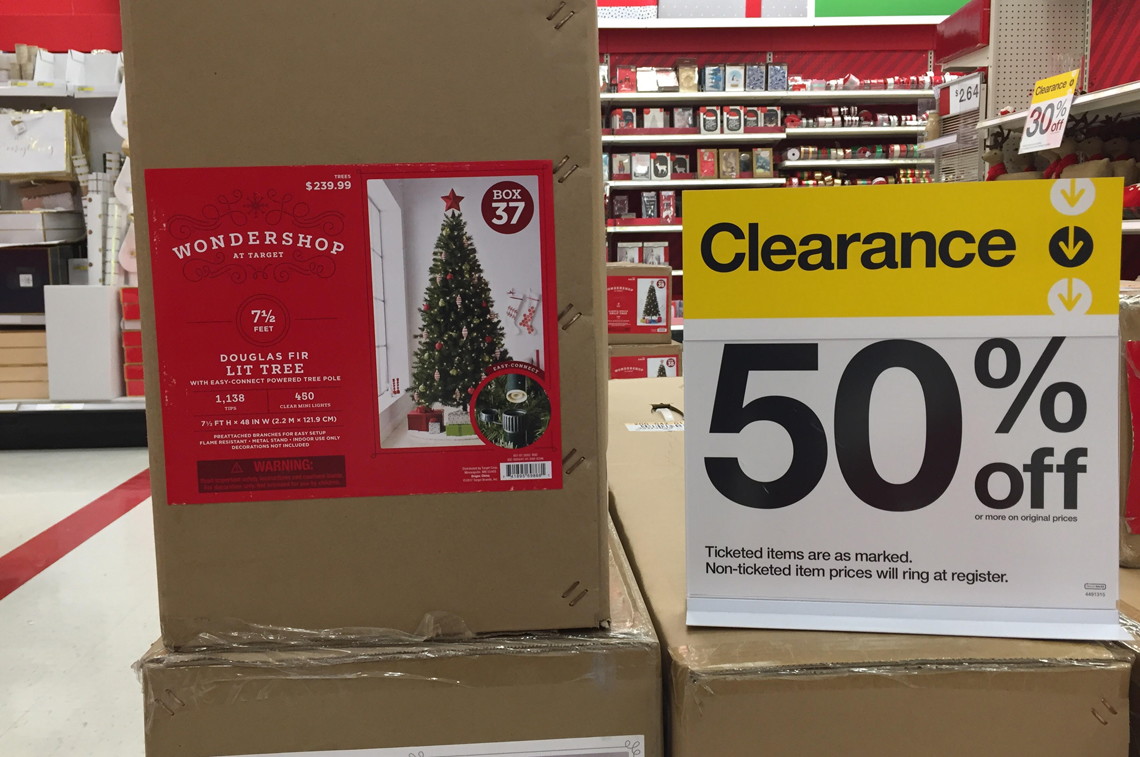 TREES
$239.99
WONDERSHOP
AT TARGET
7½
FEET
DOUGLAS FIR
LIT TREE
WITH EASY-CONNECT POWERED TREE POLE
1,138
TIPS
450
CLEAR MINI LIGHTS
7½ FT H × 48 IN W (2.2 M × 121.9 CM)
PREATTACHED BRANCHES FOR EASY SETUP
FLAME RESISTANT • METAL STAND • INDOOR USE ONLY
DECORATIONS NOT INCLUDED
WARNING:
BOX
37
EASY-CONNECT
$2.64
Clearance
30%
off
WONDERSHOP
Clearance
50%
off
or more on original prices
Ticketed items are as marked.
Non-ticketed item prices will ring at register.